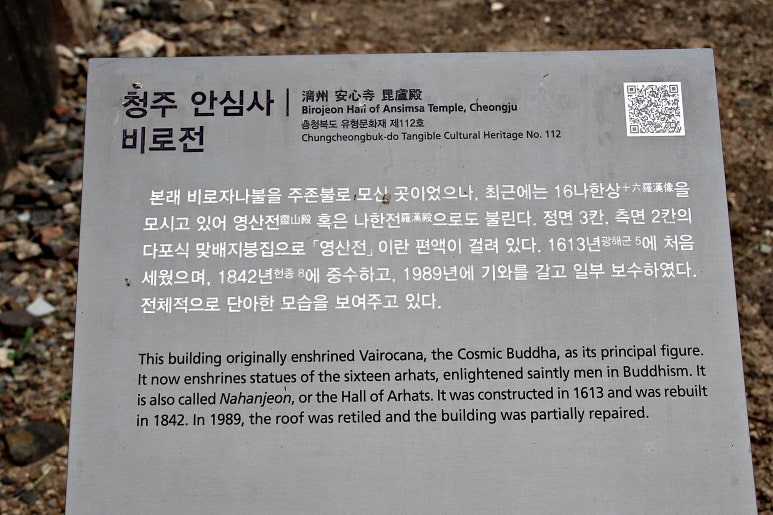 청주 안심사
비로전
淸州 安心寺 毘盧殿
Birojeon Hall of Ansimsa Temple, Cheongju
충청북도 유형문화재 제112호
Chungcheongbuk-do Tangible Cultural Heritage No. 112
본래 비로자나불을 주존불로 모신 곳이었으나, 최근에는 16나한상十六羅漢像을
모시고 있어 영산전靈山殿 혹은 나한전羅漢殿으로도 불린다. 정면 3칸, 측면 2칸의
다포식 맞배지붕집으로 「영산전」이란 편액이 걸려 있다. 1613년광해군 5에 처음
세웠으며, 1842년헌종 8에 중수하고, 1989년에 기와를 갈고 일부 보수하였다.
전체적으로 단아한 모습을 보여주고 있다.
This building originally enshrined Vairocana, the Cosmic Buddha, as its principal figure.
It now enshrines statues of the sixteen arhats, enlightened saintly men in Buddhism. It
is also called Nahanjeon, or the Hall of Arhats. It was constructed in 1613 and was rebuilt
in 1842. In 1989, the roof was retiled and the building was partially repaired.